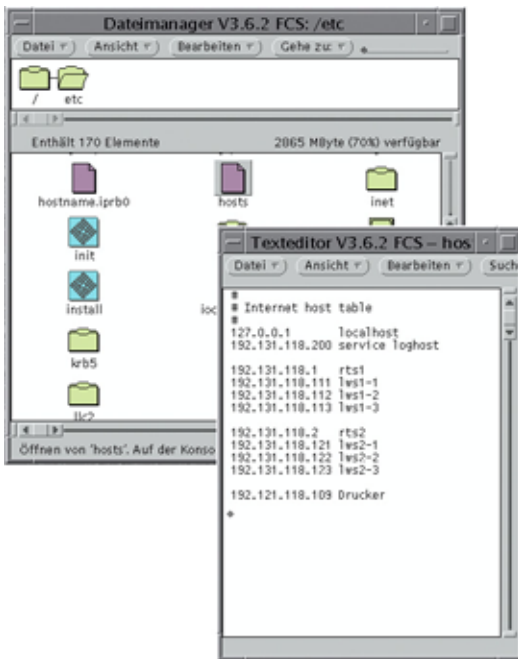 Dateimanager V3.6.2 FCS: /etc
Datei Ansicht Bearbeiten Gehe zu:
/ etc
Enthält 170 Elemente 2865 MByte (70%) verfügbar
hostname.iprb0 hosts inet
init
install
krb5
Öffnen von 'hosts'. Auf der Konso
Texteditor V3.6.2 FCS – hos
Datei Ansicht Bearbeiten Such
#
# Internet host table
#
127.0.0.1 localhost
192.131.118.200 service loghost
192.131.118.1 rts1
192.131.118.111 lws1-1
192.131.118.112 lws1-2
192.131.118.113 lws1-3
192.131.118.2 rts2
192.131.118.121 lws2-1
192.131.118.122 lws2-2
192.131.118.123 lws2-3
192.121.118.109 Drucker